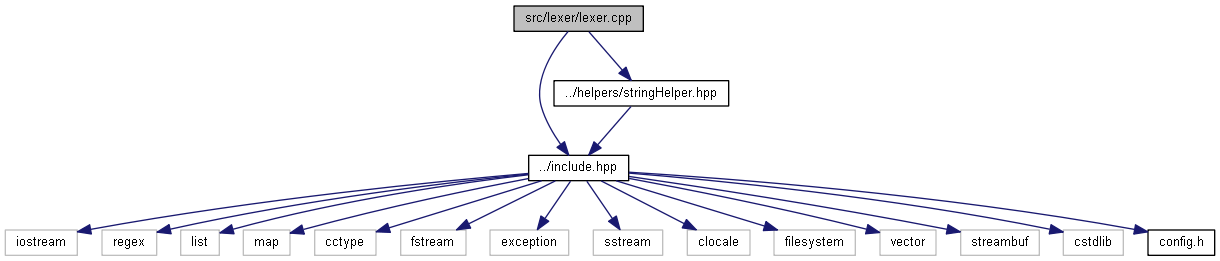 src/lexer/lexer.cpp
../helpers/stringHelper.hpp
../include.hpp
iostream
regex
list
map
cctype
fstream
exception
sstream
clocale
filesystem
vector
streambuf
cstdlib
config.h